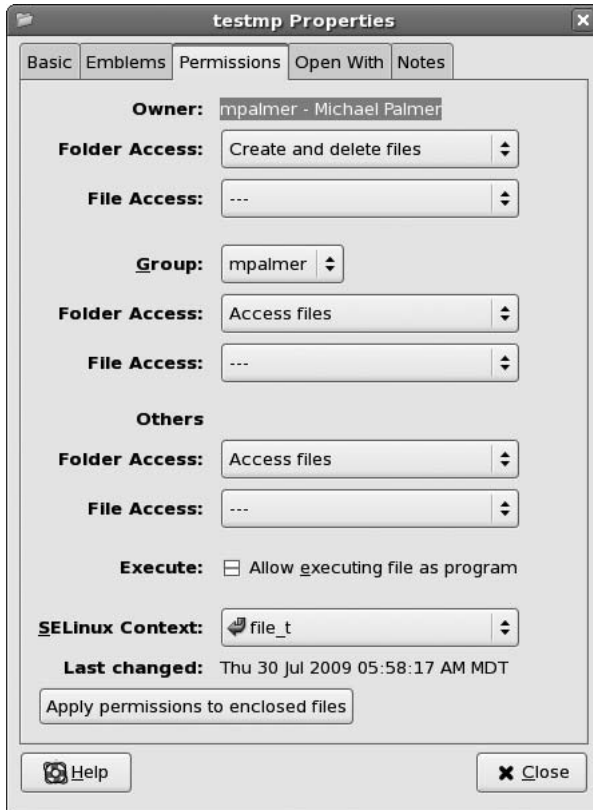 testmp Properties
Basic Emblems Permissions Open With Notes
Owner: mpalmer - Michael Palmer
Folder Access: Create and delete files
File Access: ---
Group: mpalmer
Folder Access: Access files
File Access: ---
Others
Folder Access: Access files
File Access: ---
Execute: Allow executing file as program
SELinux Context: file_t
Last changed: Thu 30 Jul 2009 05:58:17 AM MDT
Apply permissions to enclosed files
Help Close